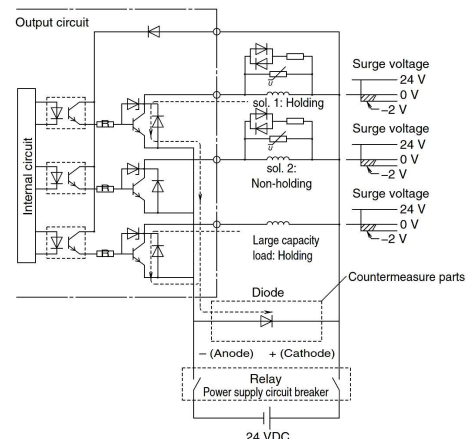 Output circuit
Internal circuit
Surge voltage
24 V
0 V
–2 V
sol. 1: Holding
Surge voltage
24 V
0 V
–2 V
sol. 2:
Non-holding
Surge voltage
24 V
0 V
–2 V
Large capacity
load: Holding
Countermeasure parts
Diode
– (Anode) + (Cathode)
Relay
Power supply circuit breaker
24 VDC